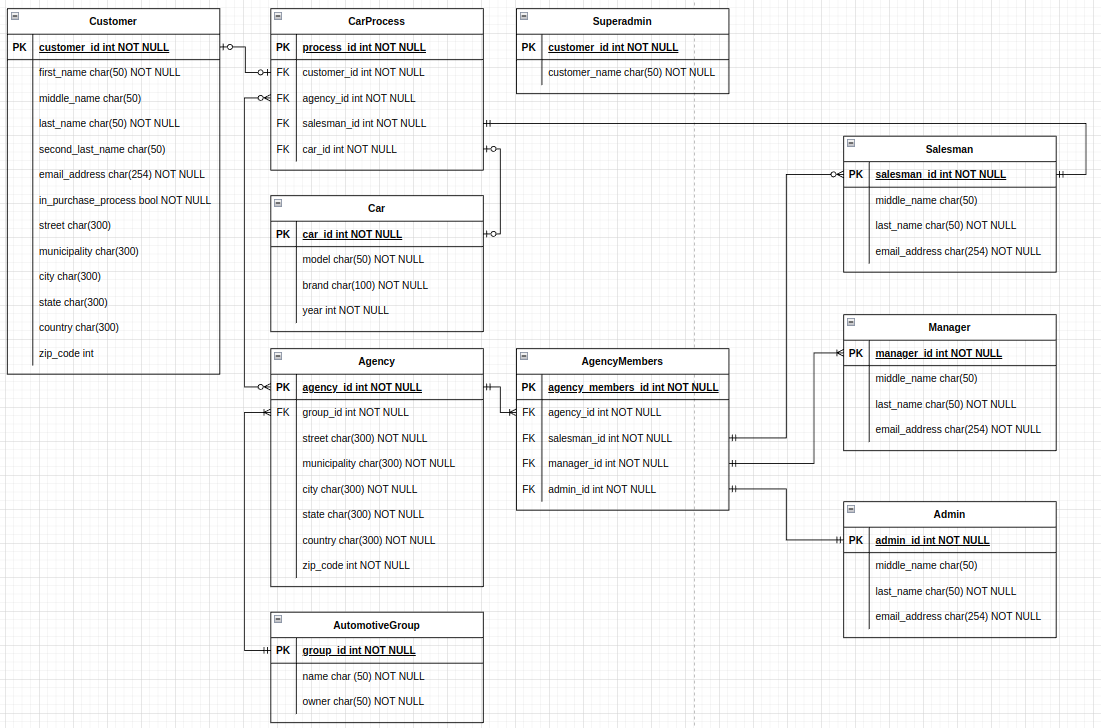 Customer
PK customer_id int NOT NULL
first_name char(50) NOT NULL
middle_name char(50)
last_name char(50) NOT NULL
second_last_name char(50)
email_address char(254) NOT NULL
in_purchase_process bool NOT NULL
street char(300)
municipality char(300)
city char(300)
state char(300)
country char(300)
zip_code int
CarProcess
PK process_id int NOT NULL
FK customer_id int NOT NULL
FK agency_id int NOT NULL
FK salesman_id int NOT NULL
FK car_id int NOT NULL
Superadmin
PK customer_id int NOT NULL
customer_name char(50) NOT NULL
Car
PK car_id int NOT NULL
model char(50) NOT NULL
brand char(100) NOT NULL
year int NOT NULL
Salesman
PK salesman_id int NOT NULL
middle_name char(50)
last_name char(50) NOT NULL
email_address char(254) NOT NULL
Agency
PK agency_id int NOT NULL
FK group_id int NOT NULL
street char(300) NOT NULL
municipality char(300) NOT NULL
city char(300) NOT NULL
state char(300) NOT NULL
country char(300) NOT NULL
zip_code int NOT NULL
AgencyMembers
PK agency_members_id int NOT NULL
FK agency_id int NOT NULL
FK salesman_id int NOT NULL
FK manager_id int NOT NULL
FK admin_id int NOT NULL
Manager
PK manager_id int NOT NULL
middle_name char(50)
last_name char(50) NOT NULL
email_address char(254) NOT NULL
Admin
PK admin_id int NOT NULL
middle_name char(50)
last_name char(50) NOT NULL
email_address char(254) NOT NULL
AutomotiveGroup
PK group_id int NOT NULL
name char (50) NOT NULL
owner char(50) NOT NULL